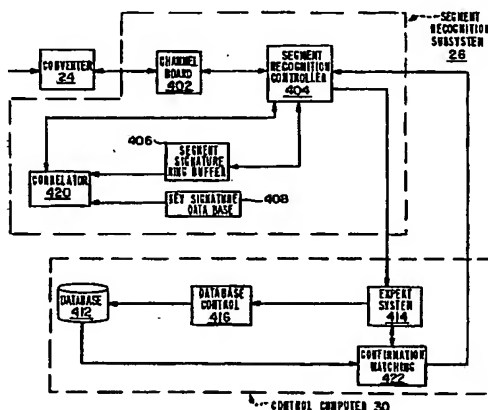 SEGMENT
RECOGNITION
SUBSYSTEM
26
CONVERTER
24
CHANNEL
BOARD
402
SEGMENT
RECOGNITION
CONTROLLER
404
406
SEGMENT
SIGNATURE
RING BUFFER
CORRELATOR
420
KEY SIGNATURE
DATA BASE
408
DATABASE
412
DATABASE
CONTROL
416
EXPERT
SYSTEM
414
CONFIRMATION
MATCHING
422
CONTROL COMPUTER 30